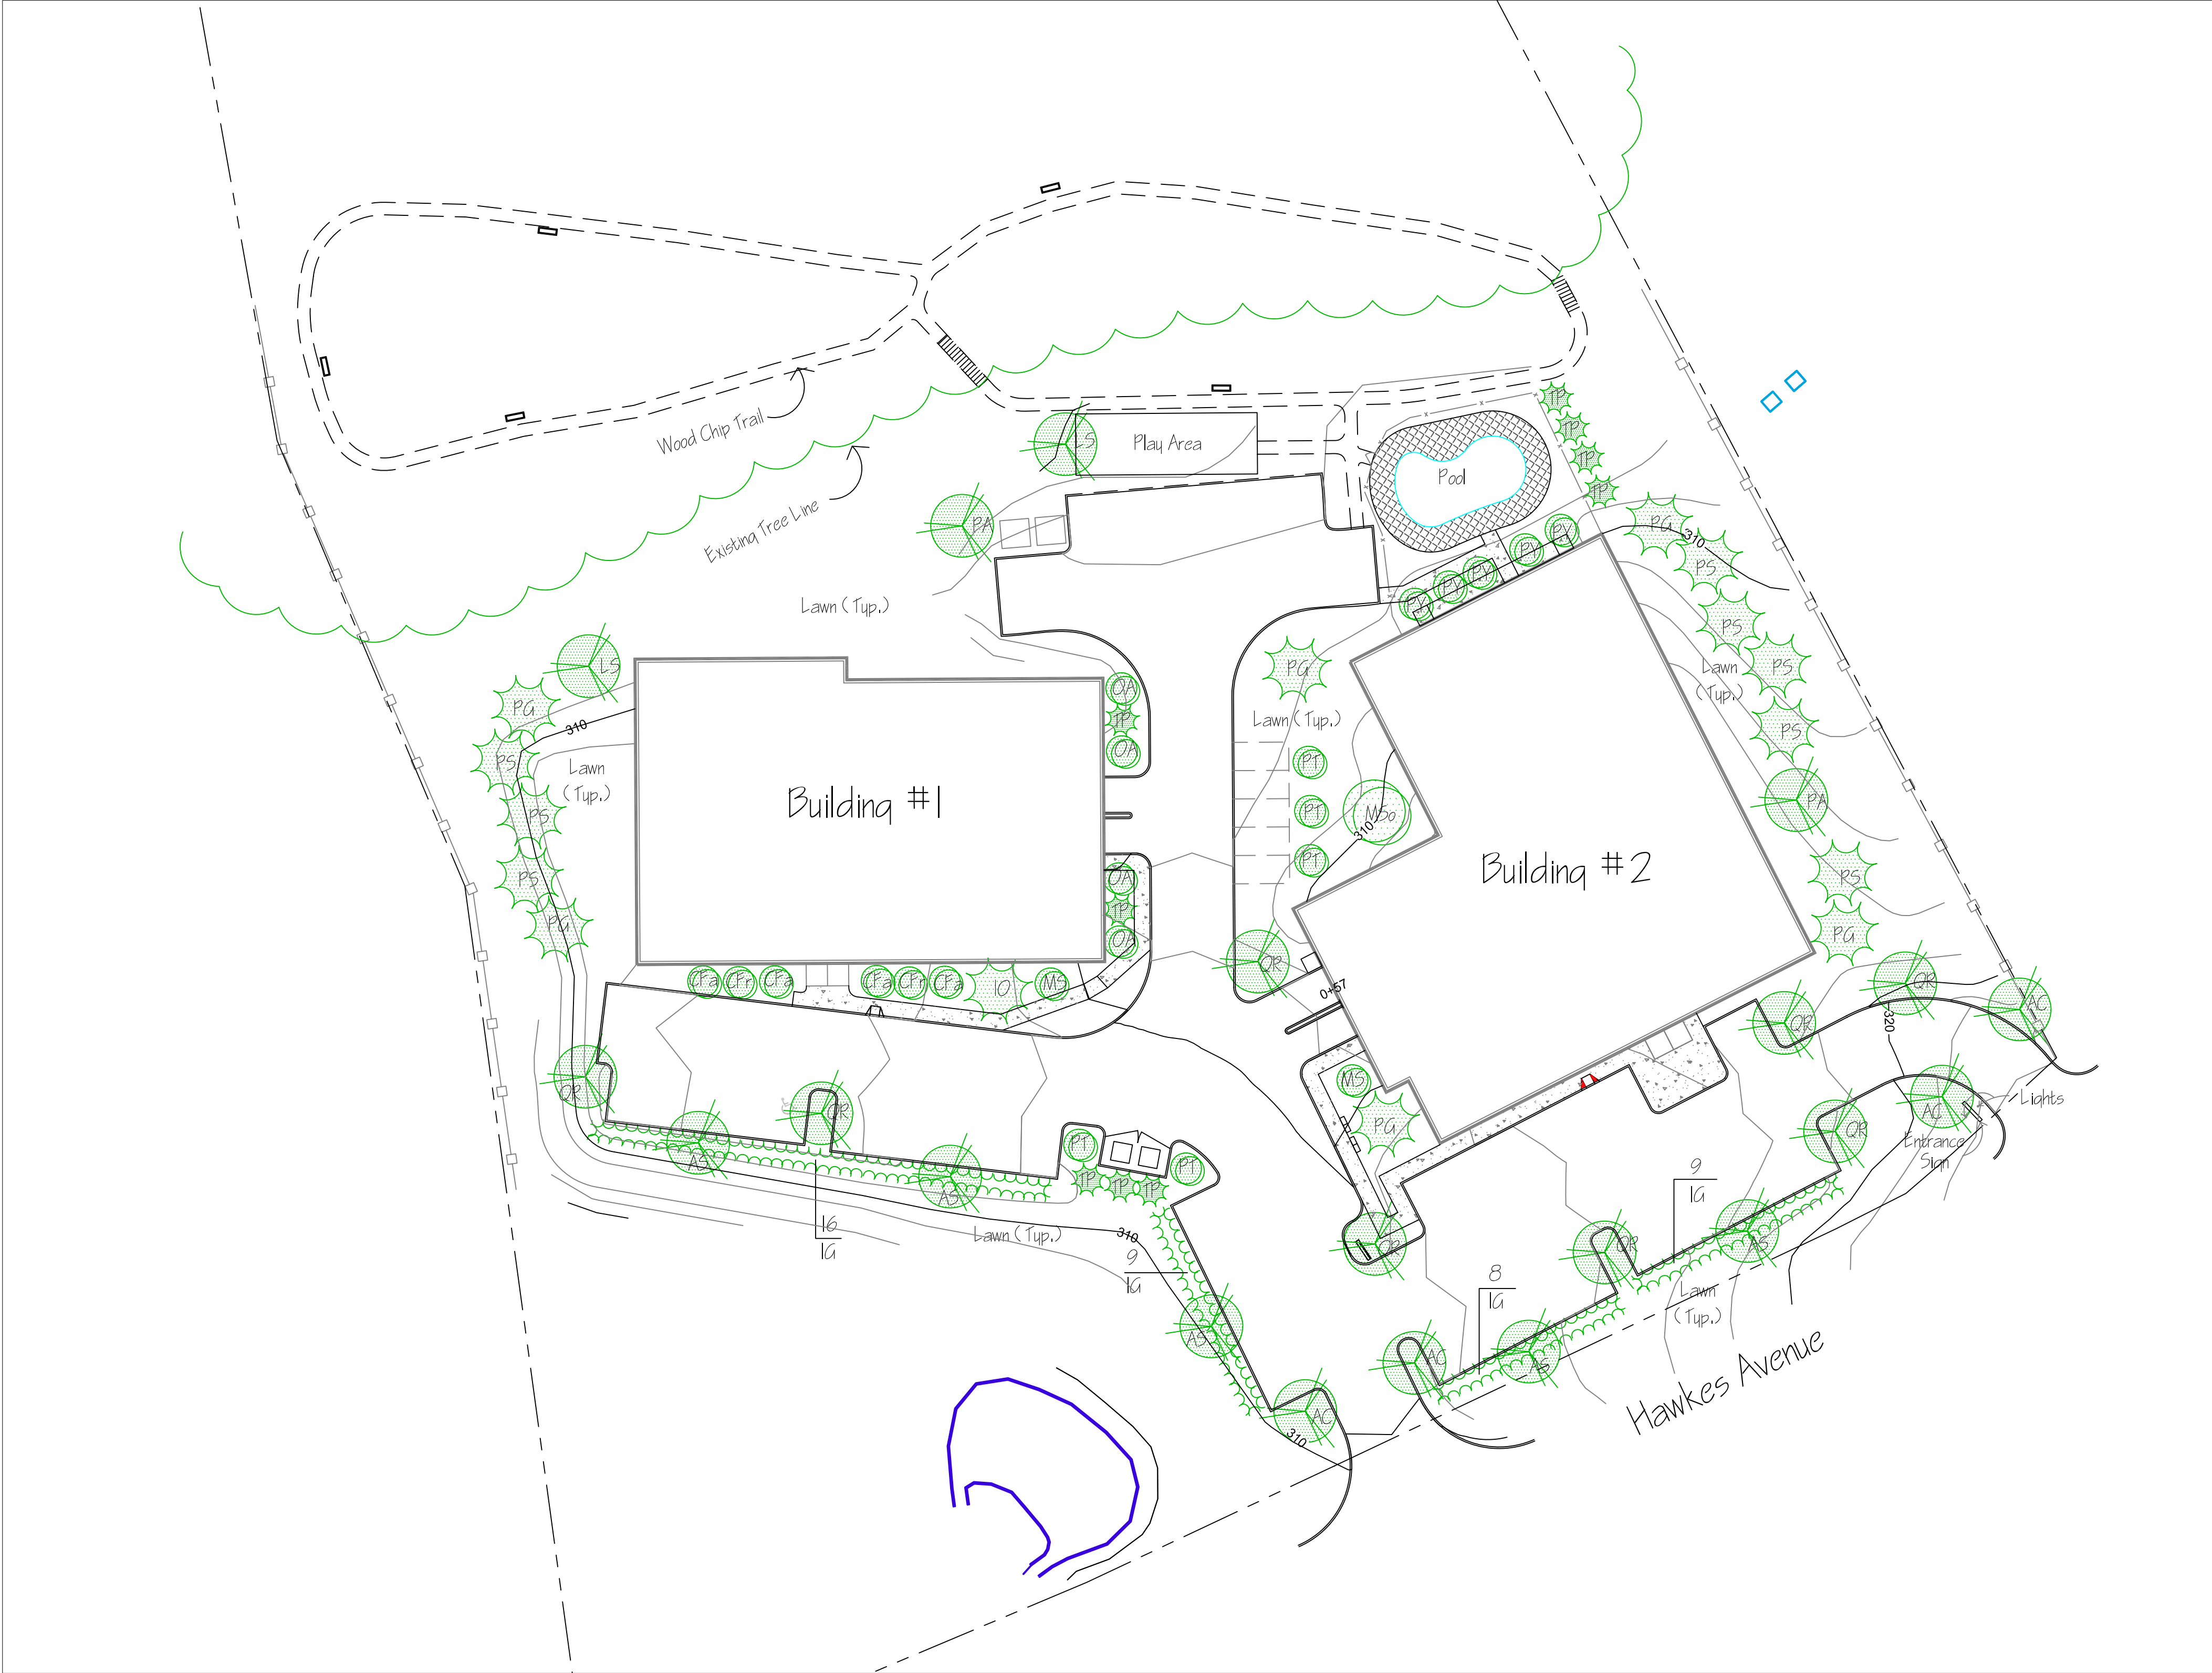 Wood Chip Trail
Existing Tree Line
LS
Play Area
Pool
TP
TP
TP
TP
PA
PG
310
PS
PY
PY
PY
PY
PY
Lawn (Typ.)
LS
PG
310
PS
Lawn
(Typ.)
PS
PS
PG
Building #1
OA
TP
OA
OA
TP
OA
PG
Lawn (Typ.)
PT
PT
PT
MSo
310
Building #2
PS
PS
Lawn
(Typ.)
PS
PA
PS
PG
CFa
CFr
CFa
CFa
CFr
CFa
IO
MS
QR
0+57
QR
QR
AC
320
AC
Lights
Entrance
Sign
QR
QR
AS
QR
AS
PT
PT
TP
TP
TP
MS
PG
QR
16
IG
Lawn (Typ.)
310
9
IG
9
IG
8
IG
QR
AS
Lawn
(Typ.)
AS
AC
AS
AC
310
Hawkes Avenue